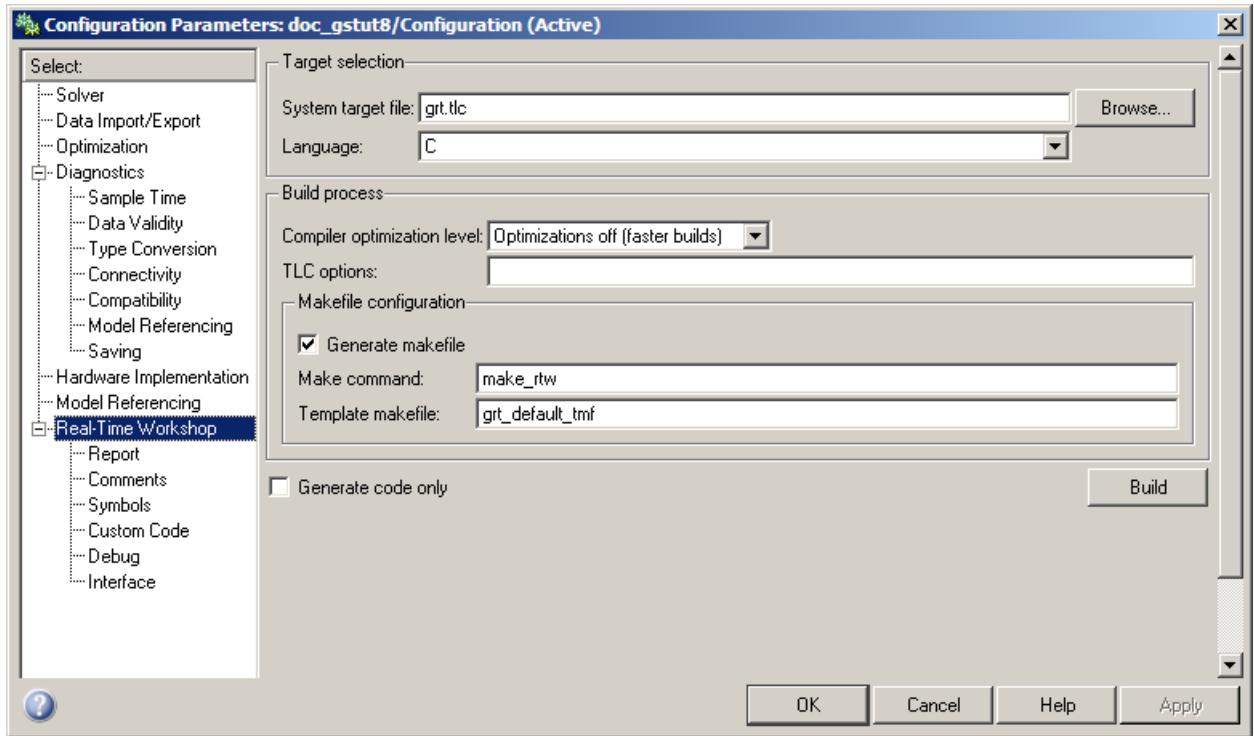 Configuration Parameters: doc_gstut8/Configuration (Active)
Select:
Solver
Data Import/Export
Optimization
Diagnostics
Sample Time
Data Validity
Type Conversion
Connectivity
Compatibility
Model Referencing
Saving
Hardware Implementation
Model Referencing
Real-Time Workshop
Report
Comments
Symbols
Custom Code
Debug
Interface
Target selection
System target file: grt.tlc Browse...
Language: C
Build process
Compiler optimization level: Optimizations off (faster builds)
TLC options:
Makefile configuration
Generate makefile
Make command: make_rtw
Template makefile: grt_default_tmf
Generate code only Build
OK Cancel Help Apply